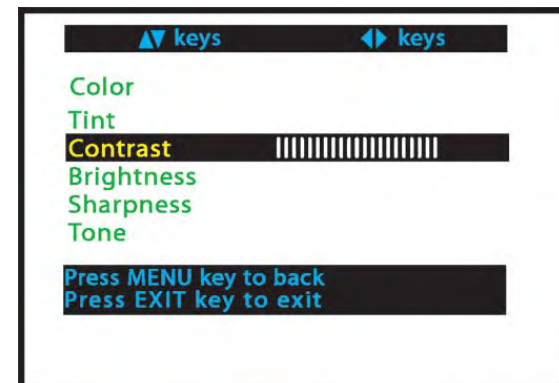 ▲▼ keys ◀▶ keys
Color
Tint
Contrast
Brightness
Sharpness
Tone
Press MENU key to back
Press EXIT key to exit